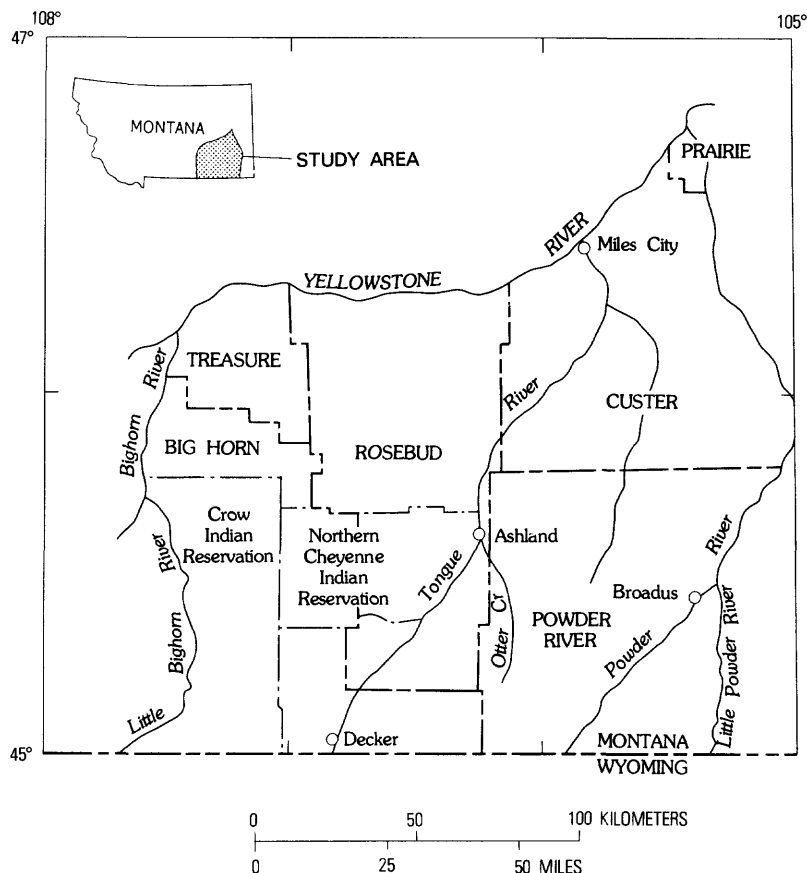 108°
105°
47°
MONTANA
STUDY AREA
PRAIRIE
RIVER
Miles City
YELLOWSTONE
TREASURE
River
River
CUSTER
BIG HORN
ROSEBUD
Bighorn
Crow
Indian
Reservation
Northern
Cheyenne
Indian
Reservation
Ashland
River
River
Tongue
Broadus
Otter Cr
POWDER
RIVER
Bighorn
Powder
Little Powder River
Little
Decker
45°
MONTANA
WYOMING
0 50 100 KILOMETERS
0 25 50 MILES